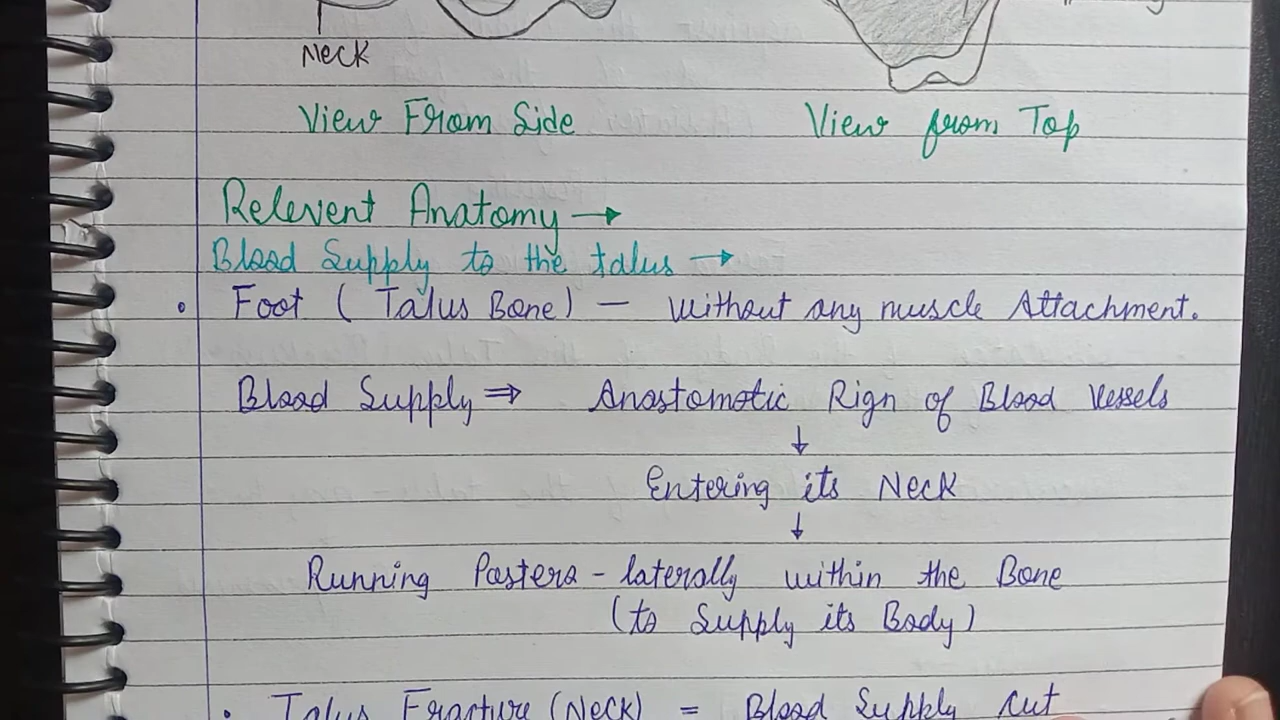 Neck
View From Side View from Top
Relevent Anatomy →
Blood Supply to the talus →
• Foot ( Talus Bone) — without any muscle Attachment.
Blood Supply ⇒ Anastomotic Rign of Blood Vessels
↓
Entering its Neck
↓
Running Postero - laterally within the Bone
(to Supply its Body)
• Talus Fracture (Neck) = Blood Supply cut